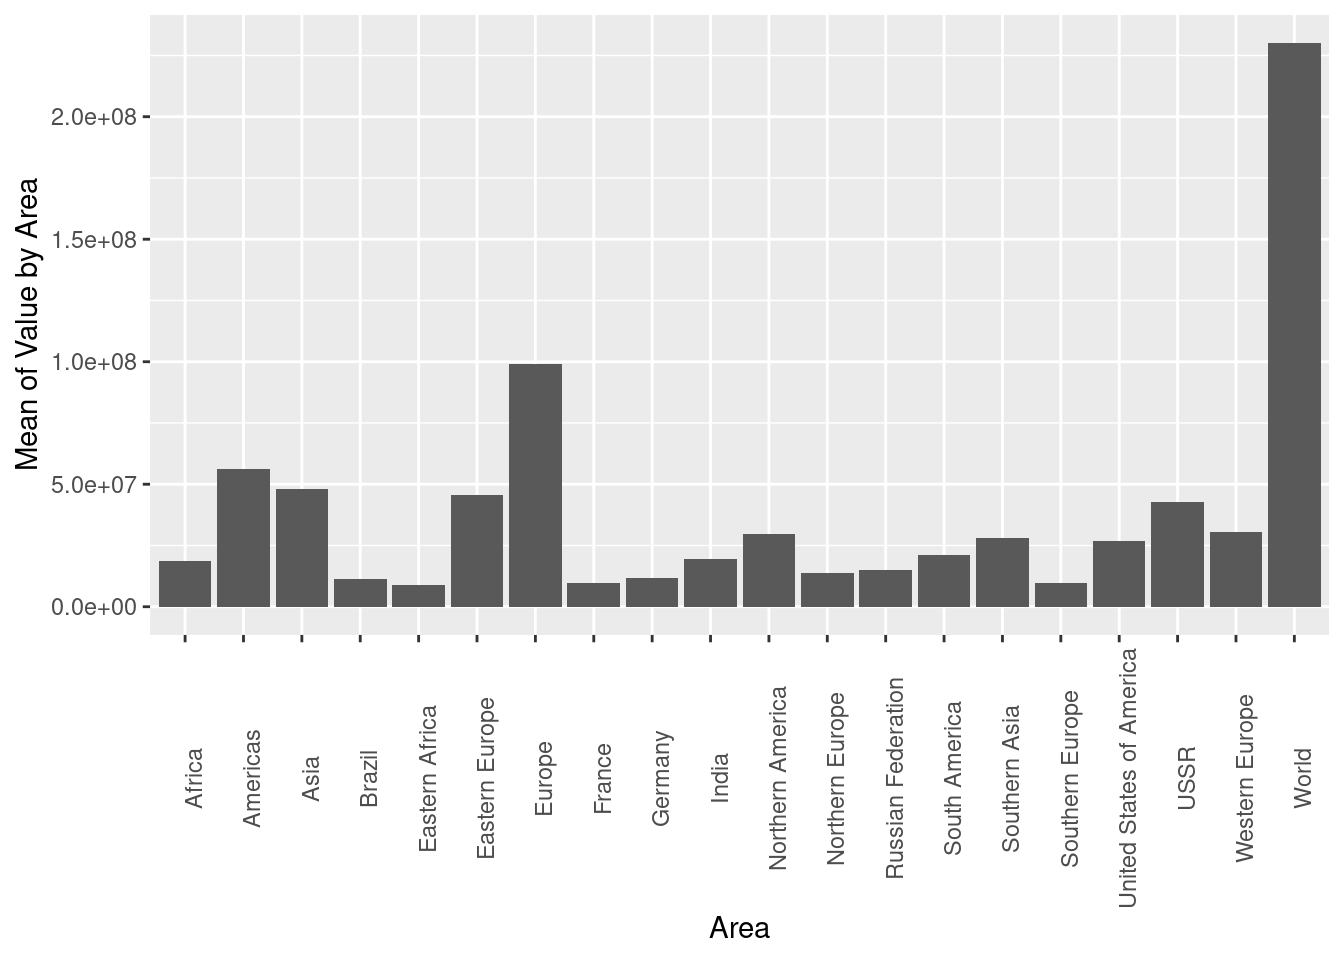 Mean of Value by Area
2.0e+08
1.5e+08
1.0e+08
5.0e+07
0.0e+00
Africa
Americas
Asia
Brazil
Eastern Africa
Eastern Europe
Europe
France
Germany
India
Northern America
Northern Europe
Russian Federation
South America
Southern Asia
Southern Europe
United States of America
USSR
Western Europe
World
Area